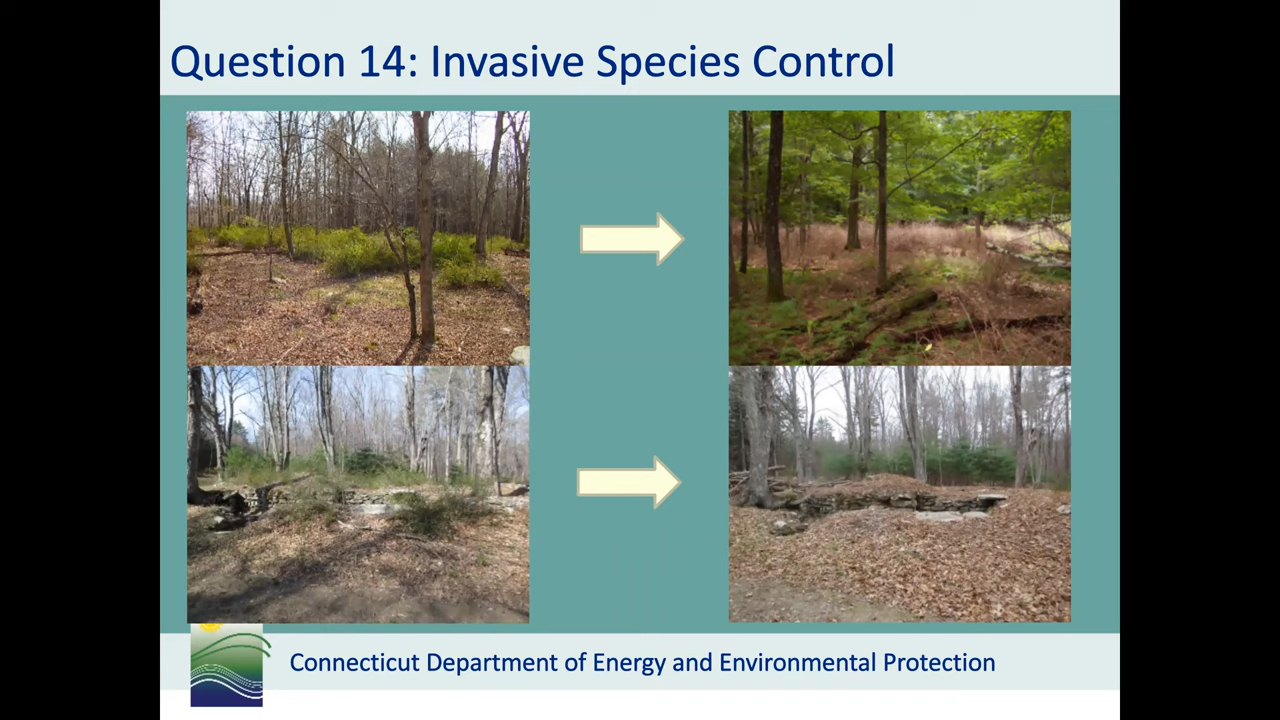 Question 14: Invasive Species Control
Connecticut Department of Energy and Environmental Protection